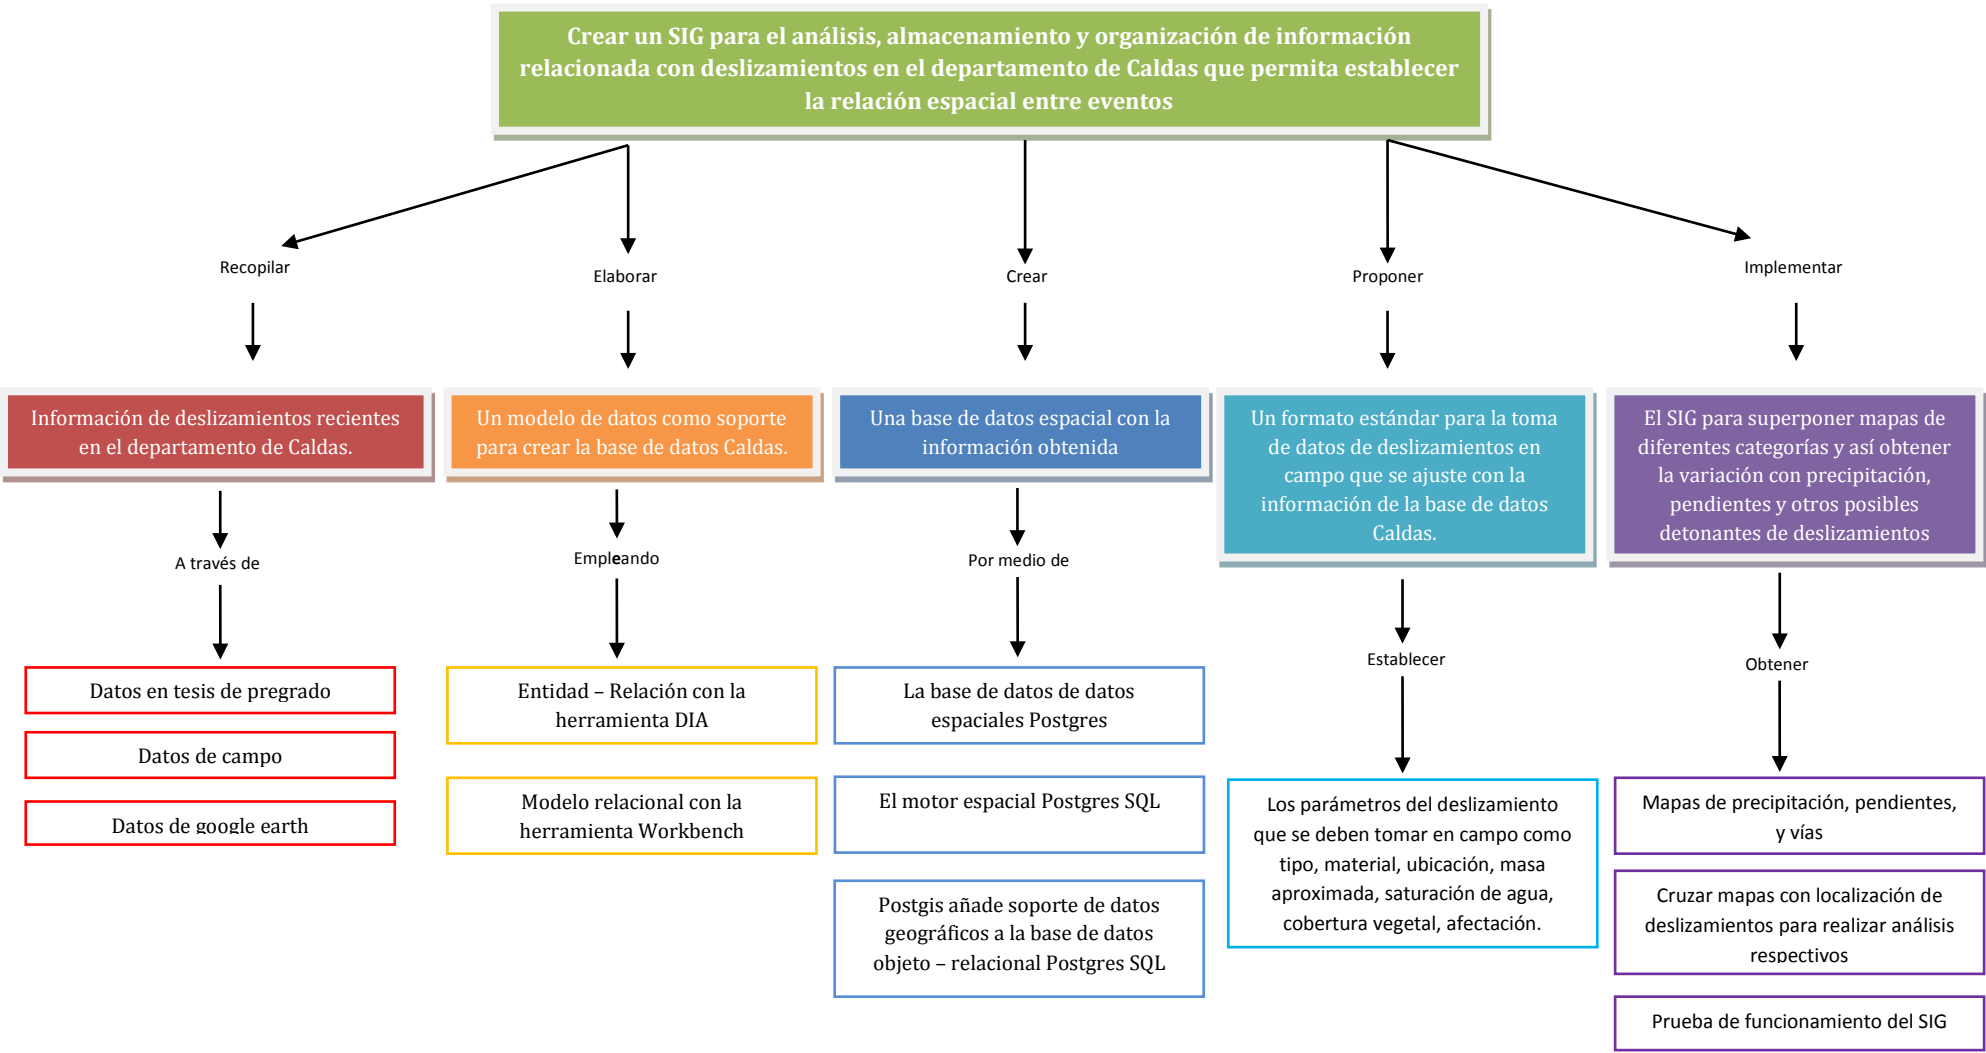 Crear un SIG para el análisis, almacenamiento y organización de información
relacionada con deslizamientos en el departamento de Caldas que permita establecer
la relación espacial entre eventos
Recopilar
Elaborar
Crear
Proponer
Implementar
Información de deslizamientos recientes
en el departamento de Caldas.
Un modelo de datos como soporte
para crear la base de datos Caldas.
Una base de datos espacial con la
información obtenida
Un formato estándar para la toma
de datos de deslizamientos en
campo que se ajuste con la
información de la base de datos
Caldas.
El SIG para superponer mapas de
diferentes categorías y así obtener
la variación con precipitación,
pendientes y otros posibles
detonantes de deslizamientos
A través de
Empleando
Por medio de
Establecer
Obtener
Datos en tesis de pregrado
Datos de campo
Datos de google earth
Entidad – Relación con la
herramienta DIA
Modelo relacional con la
herramienta Workbench
La base de datos de datos
espaciales Postgres
El motor espacial Postgres SQL
Postgis añade soporte de datos
geográficos a la base de datos
objeto – relacional Postgres SQL
Los parámetros del deslizamiento
que se deben tomar en campo como
tipo, material, ubicación, masa
aproximada, saturación de agua,
cobertura vegetal, afectación.
Mapas de precipitación, pendientes,
y vías
Cruzar mapas con localización de
deslizamientos para realizar análisis
respectivos
Prueba de funcionamiento del SIG